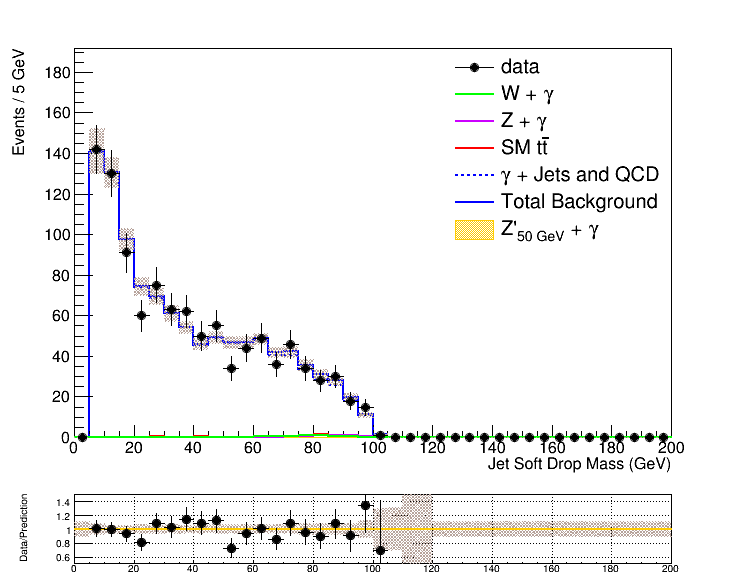 Events / 5 GeV
180
160
140
120
100
80
60
40
20
0
data
W + γ
Z + γ
SM tt̄
γ + Jets and QCD
Total Background
Z'50 GeV + γ
0 20 40 60 80 100 120 140 160 180 200
Jet Soft Drop Mass (GeV)
Data/Prediction
1.4
1.2
1
0.8
0.6
0 20 40 60 80 100 120 140 160 180 200